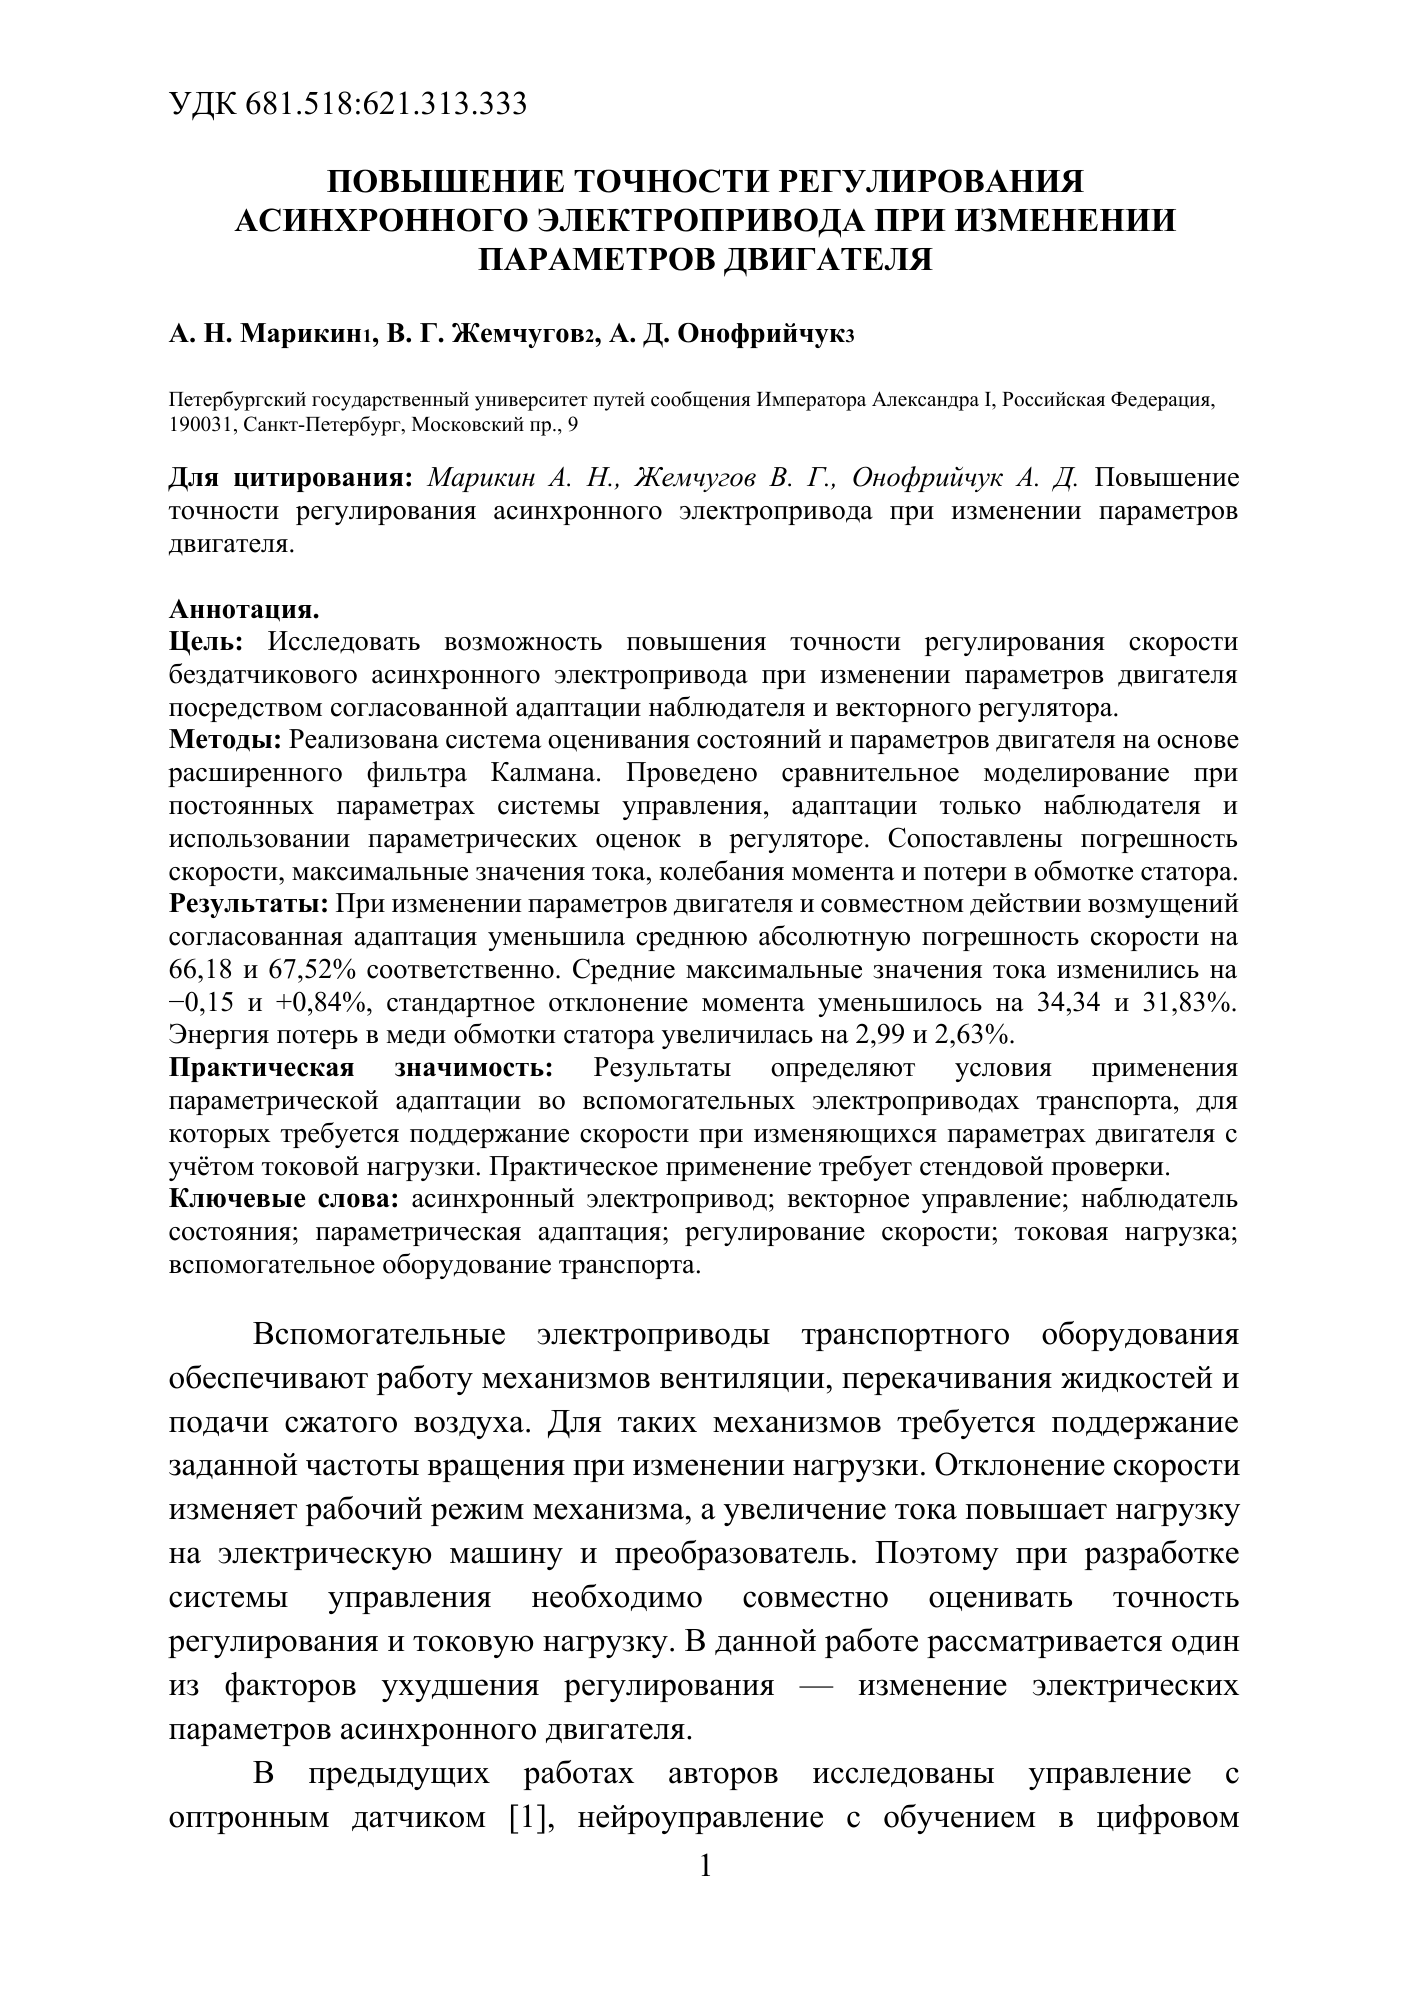 УДК 681.518:621.313.333
ПОВЫШЕНИЕ ТОЧНОСТИ РЕГУЛИРОВАНИЯ
АСИНХРОННОГО ЭЛЕКТРОПРИВОДА ПРИ ИЗМЕНЕНИИ
ПАРАМЕТРОВ ДВИГАТЕЛЯ
А. Н. Марикин1, В. Г. Жемчугов2, А. Д. Онофрийчук3
Петербургский государственный университет путей сообщения Императора Александра I, Российская Федерация,
190031, Санкт-Петербург, Московский пр., 9
Для цитирования: Марикин А. Н., Жемчугов В. Г., Онофрийчук А. Д. Повышение
точности регулирования асинхронного электропривода при изменении параметров
двигателя.
Аннотация.
Цель: Исследовать возможность повышения точности регулирования скорости
бездатчикового асинхронного электропривода при изменении параметров двигателя
посредством согласованной адаптации наблюдателя и векторного регулятора.
Методы: Реализована система оценивания состояний и параметров двигателя на основе
расширенного фильтра Калмана. Проведено сравнительное моделирование при
постоянных параметрах системы управления, адаптации только наблюдателя и
использовании параметрических оценок в регуляторе. Сопоставлены погрешность
скорости, максимальные значения тока, колебания момента и потери в обмотке статора.
Результаты: При изменении параметров двигателя и совместном действии возмущений
согласованная адаптация уменьшила среднюю абсолютную погрешность скорости на
66,18 и 67,52% соответственно. Средние максимальные значения тока изменились на
−0,15 и +0,84%, стандартное отклонение момента уменьшилось на 34,34 и 31,83%.
Энергия потерь в меди обмотки статора увеличилась на 2,99 и 2,63%.
Практическая значимость: Результаты определяют условия применения
параметрической адаптации во вспомогательных электроприводах транспорта, для
которых требуется поддержание скорости при изменяющихся параметрах двигателя с
учётом токовой нагрузки. Практическое применение требует стендовой проверки.
Ключевые слова: асинхронный электропривод; векторное управление; наблюдатель
состояния; параметрическая адаптация; регулирование скорости; токовая нагрузка;
вспомогательное оборудование транспорта.
Вспомогательные электроприводы транспортного оборудования
обеспечивают работу механизмов вентиляции, перекачивания жидкостей и
подачи сжатого воздуха. Для таких механизмов требуется поддержание
заданной частоты вращения при изменении нагрузки. Отклонение скорости
изменяет рабочий режим механизма, а увеличение тока повышает нагрузку
на электрическую машину и преобразователь. Поэтому при разработке
системы управления необходимо совместно оценивать точность
регулирования и токовую нагрузку. В данной работе рассматривается один
из факторов ухудшения регулирования — изменение электрических
параметров асинхронного двигателя.
В предыдущих работах авторов исследованы управление с
оптронным датчиком [1], нейроуправление с обучением в цифровом
1